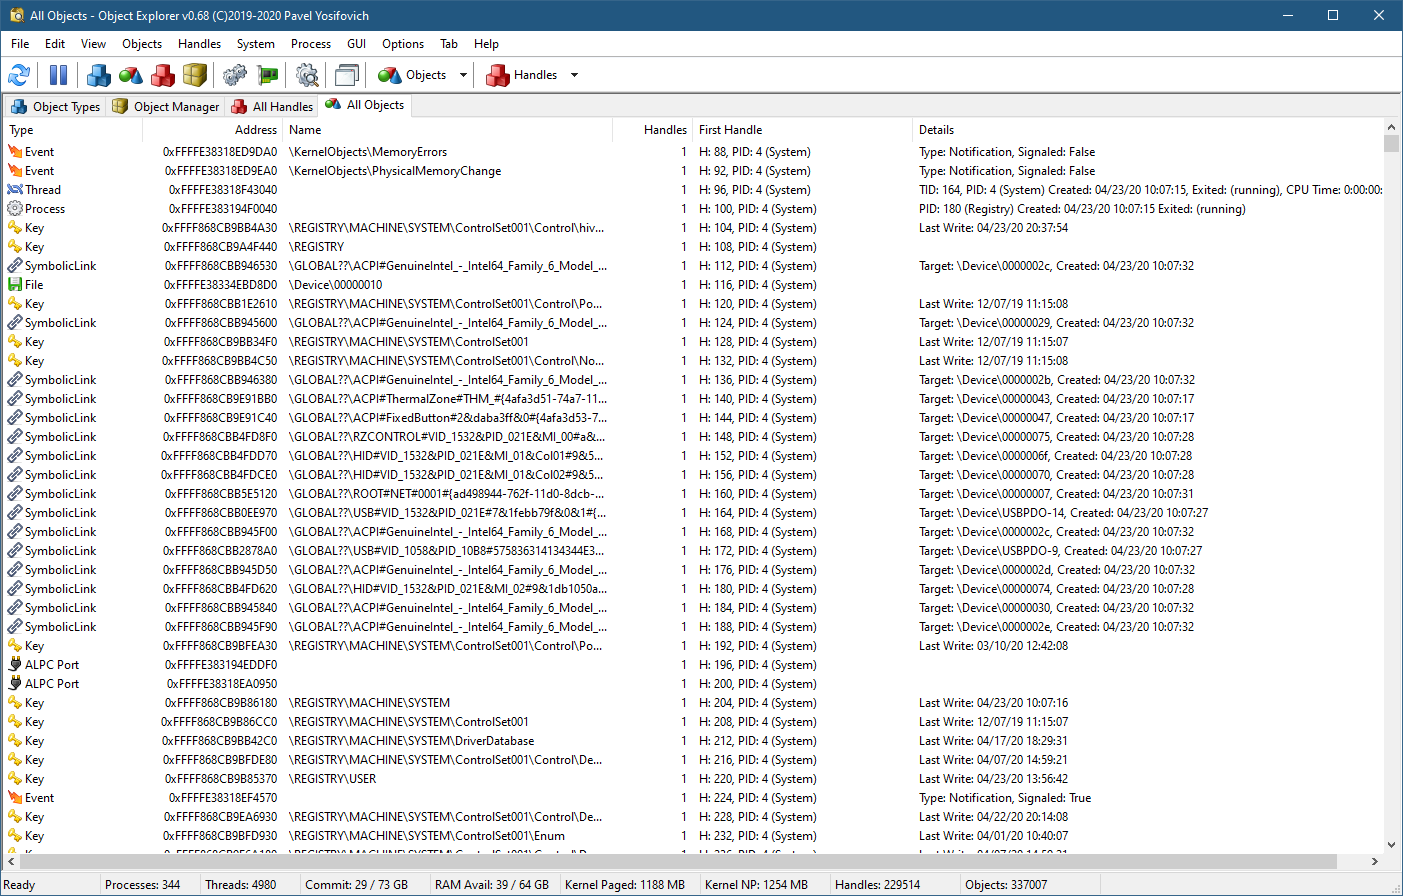 All Objects - Object Explorer v0.68 (C)2019-2020 Pavel Yosifovich
File Edit View Objects Handles System Process GUI Options Tab Help
Objects Handles
Object Types Object Manager All Handles All Objects
Type Address Name Handles First Handle Details
Event 0xFFFFE38318ED9DA0 \KernelObjects\MemoryErrors 1 H: 88, PID: 4 (System) Type: Notification, Signaled: False
Event 0xFFFFE38318ED9EA0 \KernelObjects\PhysicalMemoryChange 1 H: 92, PID: 4 (System) Type: Notification, Signaled: False
Thread 0xFFFFE38318F43040 1 H: 96, PID: 4 (System) TID: 164, PID: 4 (System) Created: 04/23/20 10:07:15, Exited: (running), CPU Time: 0:00:00:
Process 0xFFFFE383194F0040 1 H: 100, PID: 4 (System) PID: 180 (Registry) Created: 04/23/20 10:07:15 Exited: (running)
Key 0xFFFF868CB9BB4A30 \REGISTRY\MACHINE\SYSTEM\ControlSet001\Control\hiv... 1 H: 104, PID: 4 (System) Last Write: 04/23/20 20:37:54
Key 0xFFFF868CB9A4F440 \REGISTRY 1 H: 108, PID: 4 (System)
SymbolicLink 0xFFFF868CBB946530 \GLOBAL??\ACPI#GenuineIntel_-_Intel64_Family_6_Model_... 1 H: 112, PID: 4 (System) Target: \Device\0000002c, Created: 04/23/20 10:07:32
File 0xFFFFE38334EBD8D0 \Device\00000010 1 H: 116, PID: 4 (System)
Key 0xFFFF868CBB1E2610 \REGISTRY\MACHINE\SYSTEM\ControlSet001\Control\Po... 1 H: 120, PID: 4 (System) Last Write: 12/07/19 11:15:08
SymbolicLink 0xFFFF868CBB945600 \GLOBAL??\ACPI#GenuineIntel_-_Intel64_Family_6_Model_... 1 H: 124, PID: 4 (System) Target: \Device\00000029, Created: 04/23/20 10:07:32
Key 0xFFFF868CB9BB34F0 \REGISTRY\MACHINE\SYSTEM\ControlSet001 1 H: 128, PID: 4 (System) Last Write: 12/07/19 11:15:07
Key 0xFFFF868CB9BB4C50 \REGISTRY\MACHINE\SYSTEM\ControlSet001\Control\No... 1 H: 132, PID: 4 (System) Last Write: 12/07/19 11:15:08
SymbolicLink 0xFFFF868CBB946380 \GLOBAL??\ACPI#GenuineIntel_-_Intel64_Family_6_Model_... 1 H: 136, PID: 4 (System) Target: \Device\0000002b, Created: 04/23/20 10:07:32
SymbolicLink 0xFFFF868CB9E91BB0 \GLOBAL??\ACPI#ThermalZone#THM_#{4afa3d51-74a7-11... 1 H: 140, PID: 4 (System) Target: \Device\00000043, Created: 04/23/20 10:07:17
SymbolicLink 0xFFFF868CB9E91C40 \GLOBAL??\ACPI#FixedButton#2&daba3ff&0#{4afa3d53-7... 1 H: 144, PID: 4 (System) Target: \Device\00000047, Created: 04/23/20 10:07:17
SymbolicLink 0xFFFF868CBB4FD8F0 \GLOBAL??\RZCONTROL#VID_1532&PID_021E&MI_00#a&... 1 H: 148, PID: 4 (System) Target: \Device\00000075, Created: 04/23/20 10:07:28
SymbolicLink 0xFFFF868CBB4FDD70 \GLOBAL??\HID#VID_1532&PID_021E&MI_01&Col01#9&5... 1 H: 152, PID: 4 (System) Target: \Device\0000006f, Created: 04/23/20 10:07:28
SymbolicLink 0xFFFF868CBB4FDCE0 \GLOBAL??\HID#VID_1532&PID_021E&MI_01&Col02#9&5... 1 H: 156, PID: 4 (System) Target: \Device\00000070, Created: 04/23/20 10:07:28
SymbolicLink 0xFFFF868CBB5E5120 \GLOBAL??\ROOT#NET#0001#{ad498944-762f-11d0-8dcb-... 1 H: 160, PID: 4 (System) Target: \Device\00000007, Created: 04/23/20 10:07:31
SymbolicLink 0xFFFF868CBB0EE970 \GLOBAL??\USB#VID_1532&PID_021E#7&1febb79f&0&1#{... 1 H: 164, PID: 4 (System) Target: \Device\USBPDO-14, Created: 04/23/20 10:07:27
SymbolicLink 0xFFFF868CBB945F00 \GLOBAL??\ACPI#GenuineIntel_-_Intel64_Family_6_Model_... 1 H: 168, PID: 4 (System) Target: \Device\0000002c, Created: 04/23/20 10:07:32
SymbolicLink 0xFFFF868CBB2878A0 \GLOBAL??\USB#VID_1058&PID_10B8#575836314134344E3... 1 H: 172, PID: 4 (System) Target: \Device\USBPDO-9, Created: 04/23/20 10:07:27
SymbolicLink 0xFFFF868CBB945D50 \GLOBAL??\ACPI#GenuineIntel_-_Intel64_Family_6_Model_... 1 H: 176, PID: 4 (System) Target: \Device\0000002d, Created: 04/23/20 10:07:32
SymbolicLink 0xFFFF868CBB4FD620 \GLOBAL??\HID#VID_1532&PID_021E&MI_02#9&1db1050a... 1 H: 180, PID: 4 (System) Target: \Device\00000074, Created: 04/23/20 10:07:28
SymbolicLink 0xFFFF868CBB945840 \GLOBAL??\ACPI#GenuineIntel_-_Intel64_Family_6_Model_... 1 H: 184, PID: 4 (System) Target: \Device\00000030, Created: 04/23/20 10:07:32
SymbolicLink 0xFFFF868CBB945F90 \GLOBAL??\ACPI#GenuineIntel_-_Intel64_Family_6_Model_... 1 H: 188, PID: 4 (System) Target: \Device\0000002e, Created: 04/23/20 10:07:32
Key 0xFFFF868CB9BFEA30 \REGISTRY\MACHINE\SYSTEM\ControlSet001\Control\Po... 1 H: 192, PID: 4 (System) Last Write: 03/10/20 12:42:08
ALPC Port 0xFFFFE383194EDDF0 1 H: 196, PID: 4 (System)
ALPC Port 0xFFFFE38318EA0950 1 H: 200, PID: 4 (System)
Key 0xFFFF868CB9B86180 \REGISTRY\MACHINE\SYSTEM 1 H: 204, PID: 4 (System) Last Write: 04/23/20 10:07:16
Key 0xFFFF868CB9B86CC0 \REGISTRY\MACHINE\SYSTEM\ControlSet001 1 H: 208, PID: 4 (System) Last Write: 12/07/19 11:15:07
Key 0xFFFF868CB9BB42C0 \REGISTRY\MACHINE\SYSTEM\DriverDatabase 1 H: 212, PID: 4 (System) Last Write: 04/17/20 18:29:31
Key 0xFFFF868CB9BFDE80 \REGISTRY\MACHINE\SYSTEM\ControlSet001\Control\De... 1 H: 216, PID: 4 (System) Last Write: 04/07/20 14:59:21
Key 0xFFFF868CB9B85370 \REGISTRY\USER 1 H: 220, PID: 4 (System) Last Write: 04/23/20 13:56:42
Event 0xFFFFE38318EF4570 1 H: 224, PID: 4 (System) Type: Notification, Signaled: True
Key 0xFFFF868CB9EA6930 \REGISTRY\MACHINE\SYSTEM\ControlSet001\Control\De... 1 H: 228, PID: 4 (System) Last Write: 04/22/20 20:14:08
Key 0xFFFF868CB9BFD930 \REGISTRY\MACHINE\SYSTEM\ControlSet001\Enum 1 H: 232, PID: 4 (System) Last Write: 04/01/20 10:40:07
Ready Processes: 344 Threads: 4980 Commit: 29 / 73 GB RAM Avail: 39 / 64 GB Kernel Paged: 1188 MB Kernel NP: 1254 MB Handles: 229514 Objects: 337007